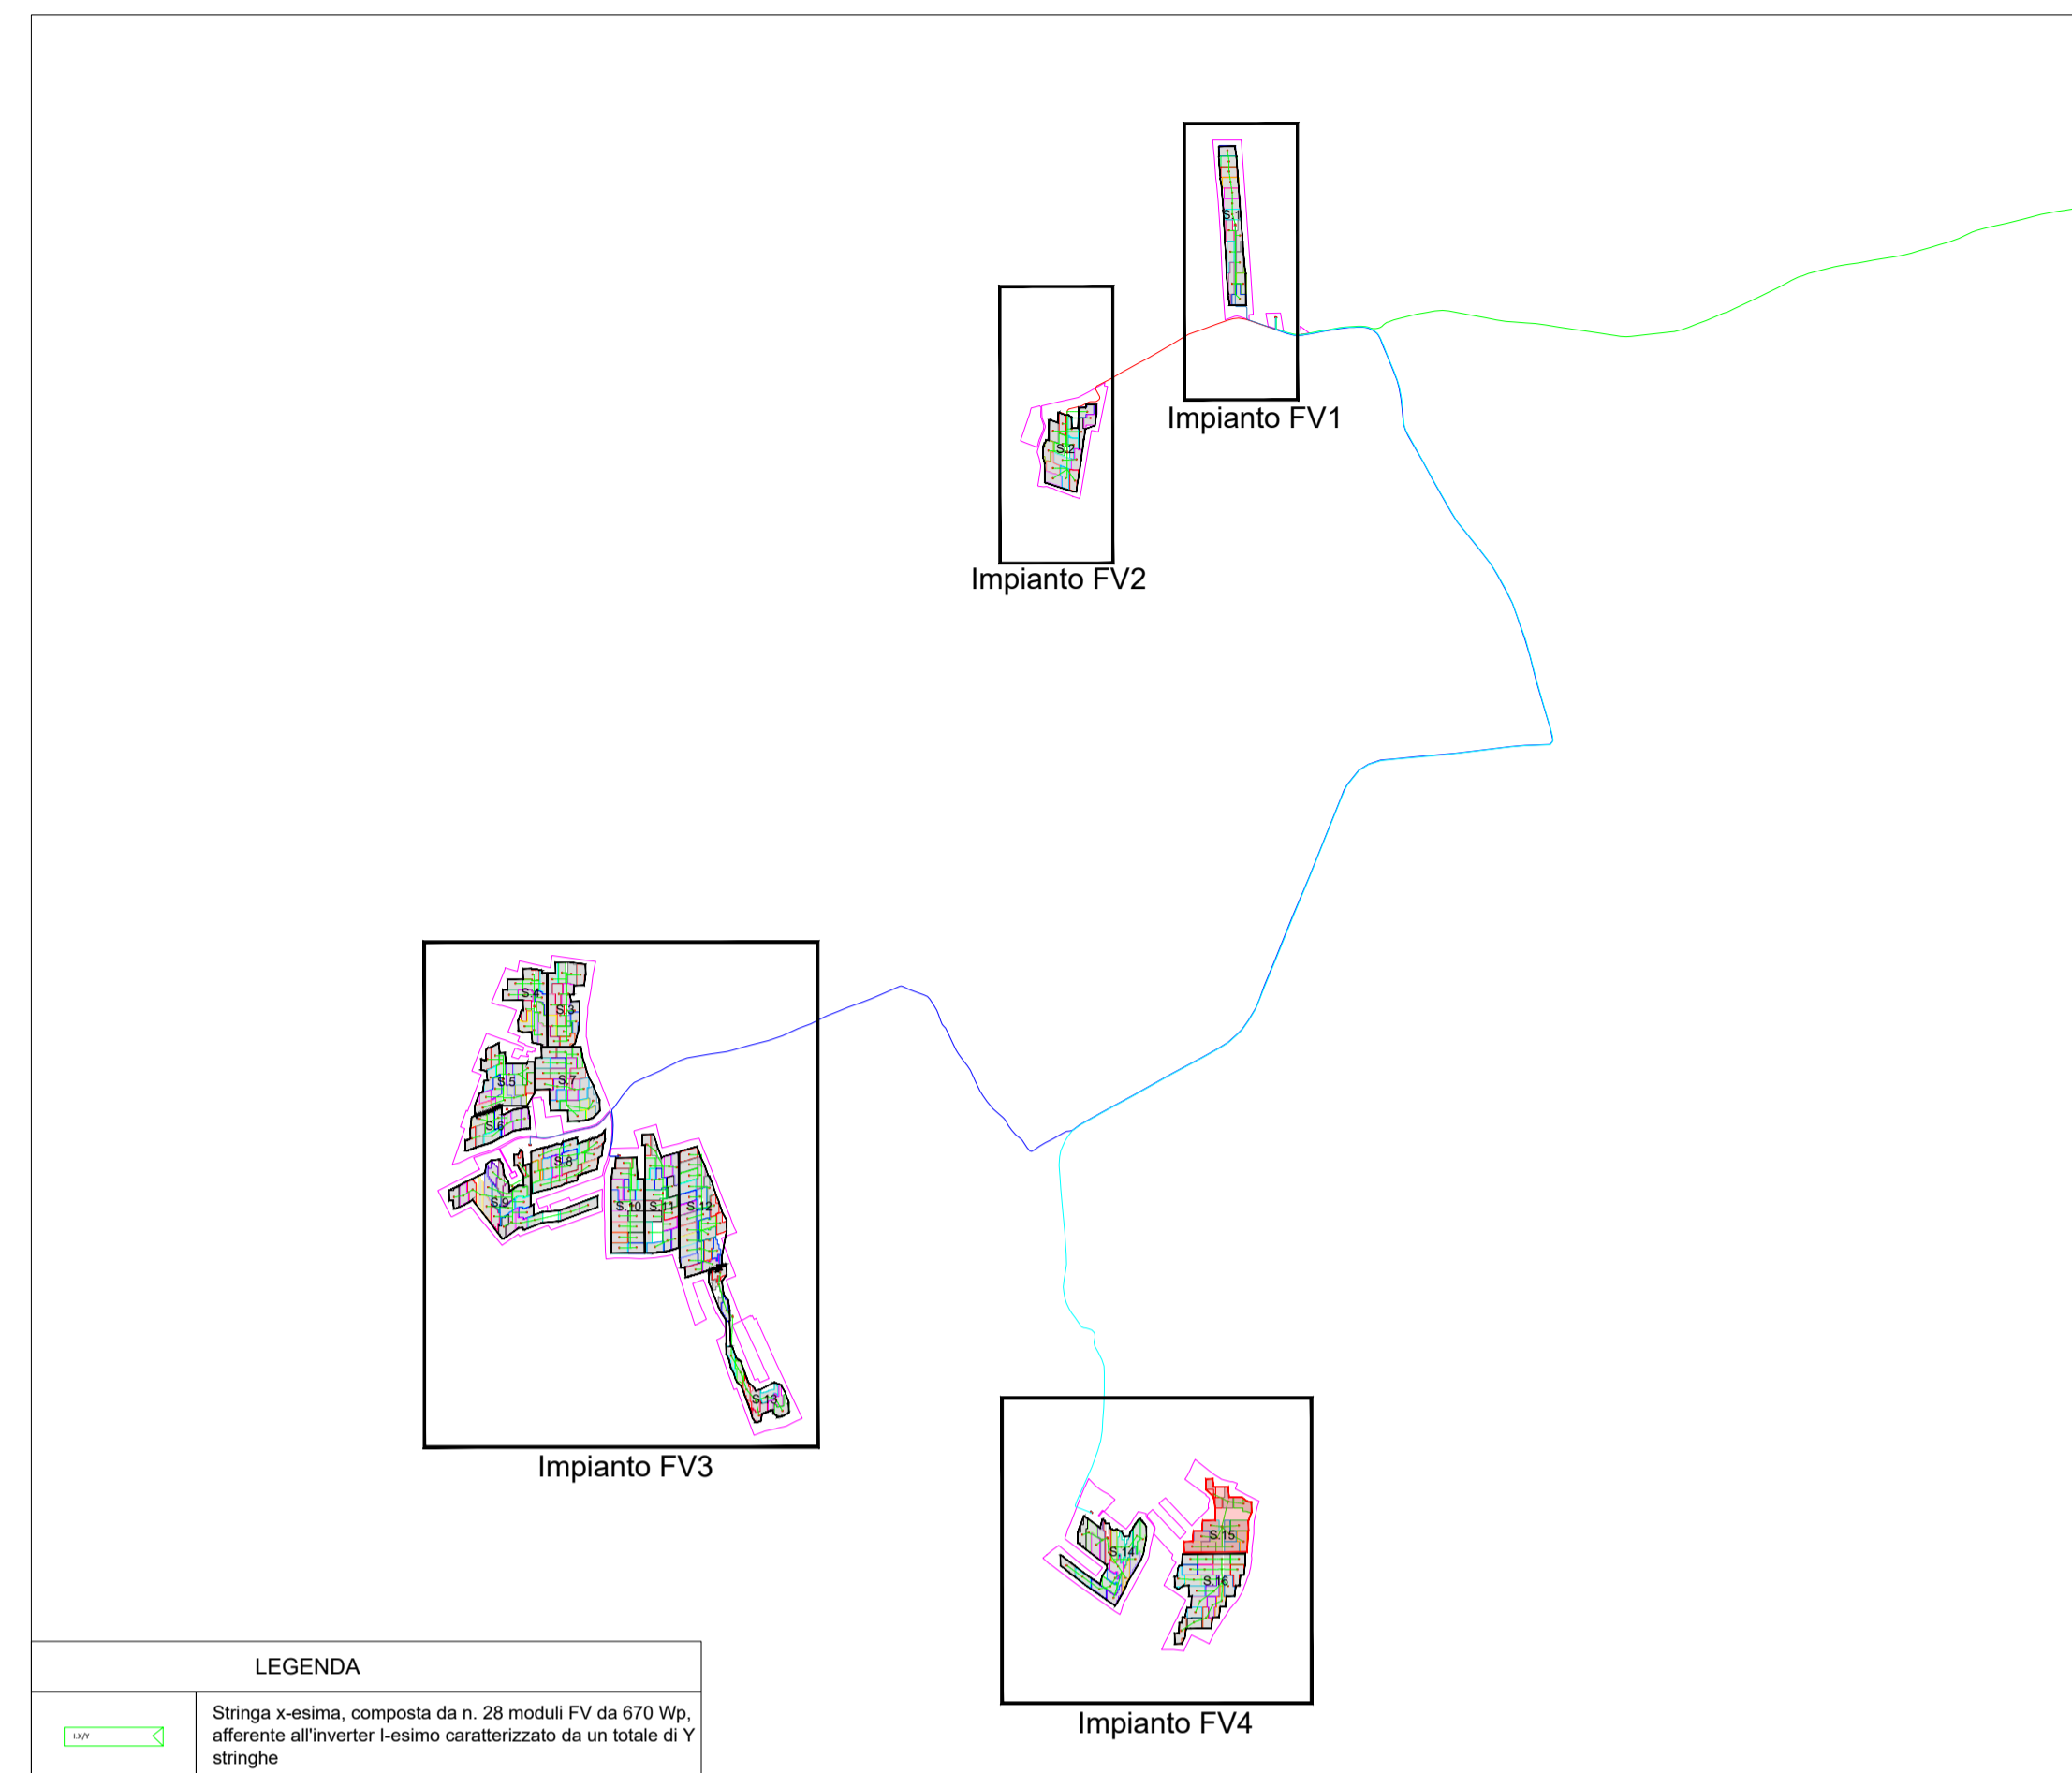 S.1
Impianto FV1
S.2
Impianto FV2
S.4
S.3
S.5
S.7
S.6
S.8
S.9
S.10
S.11
S.12
S.13
Impianto FV3
S.15
S.14
S.16
Impianto FV4
LEGENDA
I.X/Y
Stringa x-esima, composta da n. 28 moduli FV da 670 Wp,
afferente all'inverter I-esimo caratterizzato da un totale di Y
stringhe